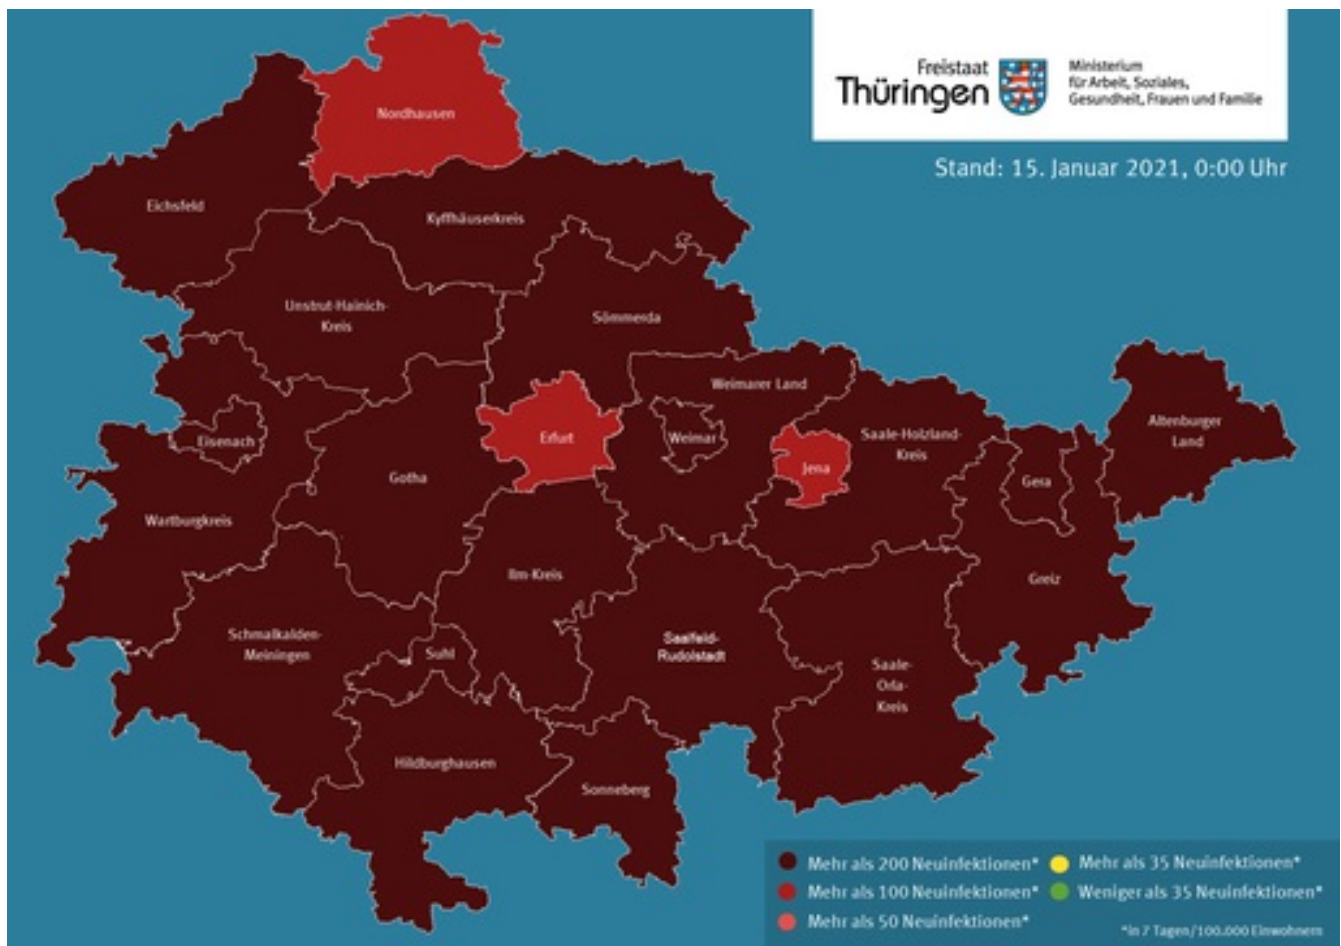 Freistaat
Thüringen
Ministerium
für Arbeit, Soziales,
Gesundheit, Frauen und Familie
Stand: 15. Januar 2021, 0:00 Uhr
Nordhausen
Eichsfeld
Kyffhäuserkreis
Unstrut-Hainich-
Kreis
Sömmerda
Weimarer Land
Altenburger
Land
Eisenach
Erfurt
Weimar
Saale-Holzland-
Kreis
Jena
Gotha
Gera
Wartburgkreis
Ilm-Kreis
Greiz
Schmalkalden-
Meiningen
Suhl
Saalfeld-
Rudolstadt
Saale-
Orla-
Kreis
Hildburghausen
Sonneberg
Mehr als 200 Neuinfektionen*
Mehr als 100 Neuinfektionen*
Mehr als 50 Neuinfektionen*
Mehr als 35 Neuinfektionen*
Weniger als 35 Neuinfektionen*
*in 7 Tagen/100.000 Einwohnern